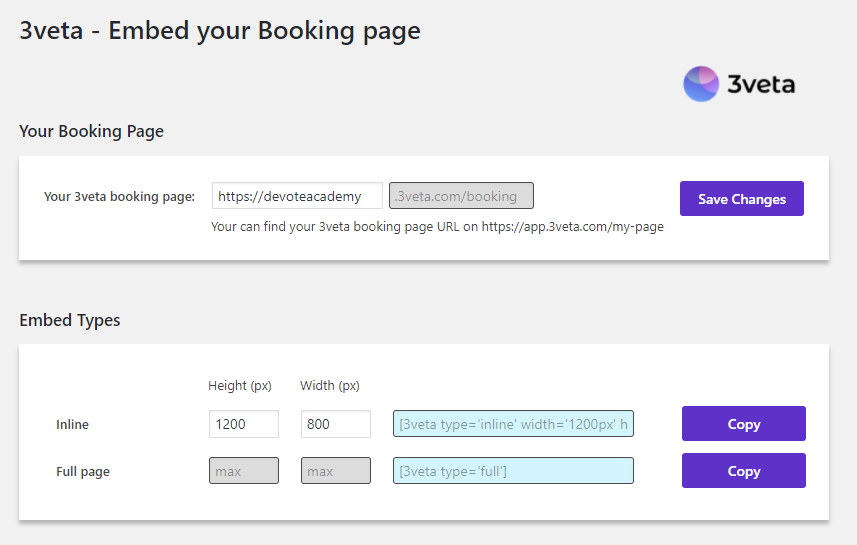 3veta - Embed your Booking page
3veta
Your Booking Page
Your 3veta booking page: https://devoteacademy .3veta.com/booking Save Changes
Your can find your 3veta booking page URL on https://app.3veta.com/my-page
Embed Types
Height (px) Width (px)
Inline 1200 800 [3veta type='inline' width='1200px' h Copy
Full page max max [3veta type='full'] Copy